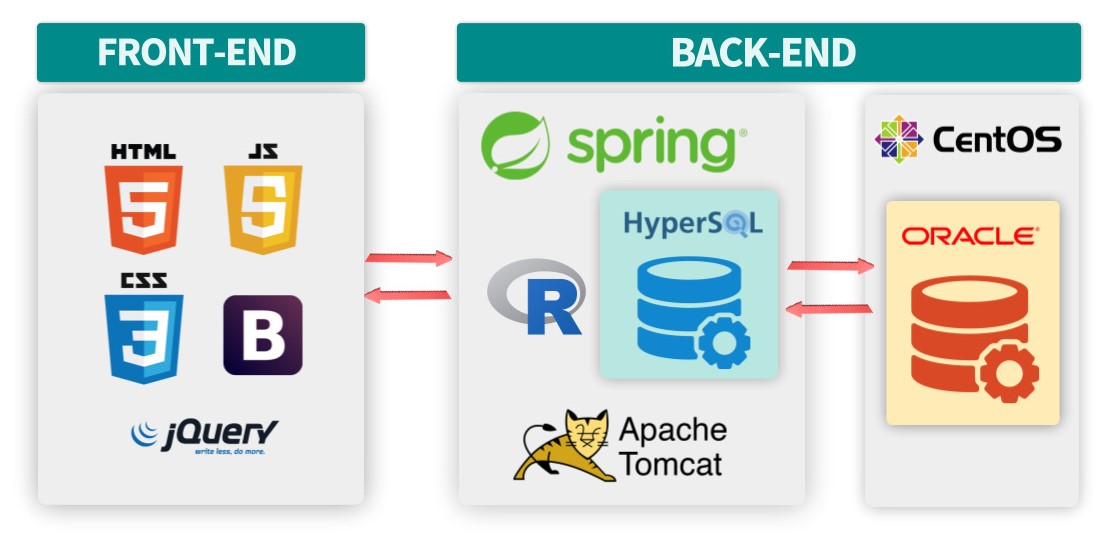 FRONT-END
BACK-END
HTML
5
JS
5
CSS
3
B
jQuery
write less, do more.
spring®
HyperSQL
R
Apache
Tomcat
CentOS
ORACLE®